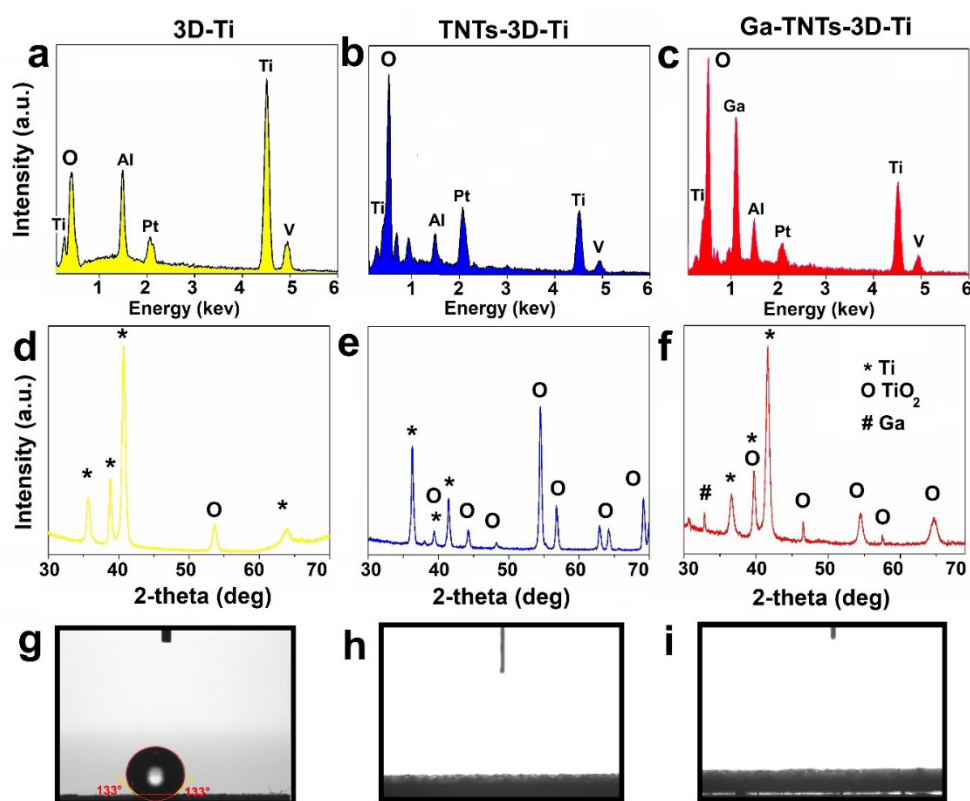 3D-Ti
TNTs-3D-Ti
Ga-TNTs-3D-Ti
a
Intensity (a.u.)
Ti
O
Al
Pt
Ti
V
0 1 2 3 4 5 6
Energy (kev)
b
O
Ti
Al
Pt
Ti
V
0 1 2 3 4 5 6
Energy (kev)
c
O
Ga
Ti
Al
Pt
Ti
V
0 1 2 3 4 5 6
Energy (kev)
d
Intensity (a.u.)
* * * O *
30 40 50 60 70
2-theta (deg)
e
* O * * O O O O O O
30 40 50 60 70
2-theta (deg)
f
* Ti
O TiO2
# Ga
# * * O * O O O O
30 40 50 60 70
2-theta (deg)
g
133° 133°
h
i